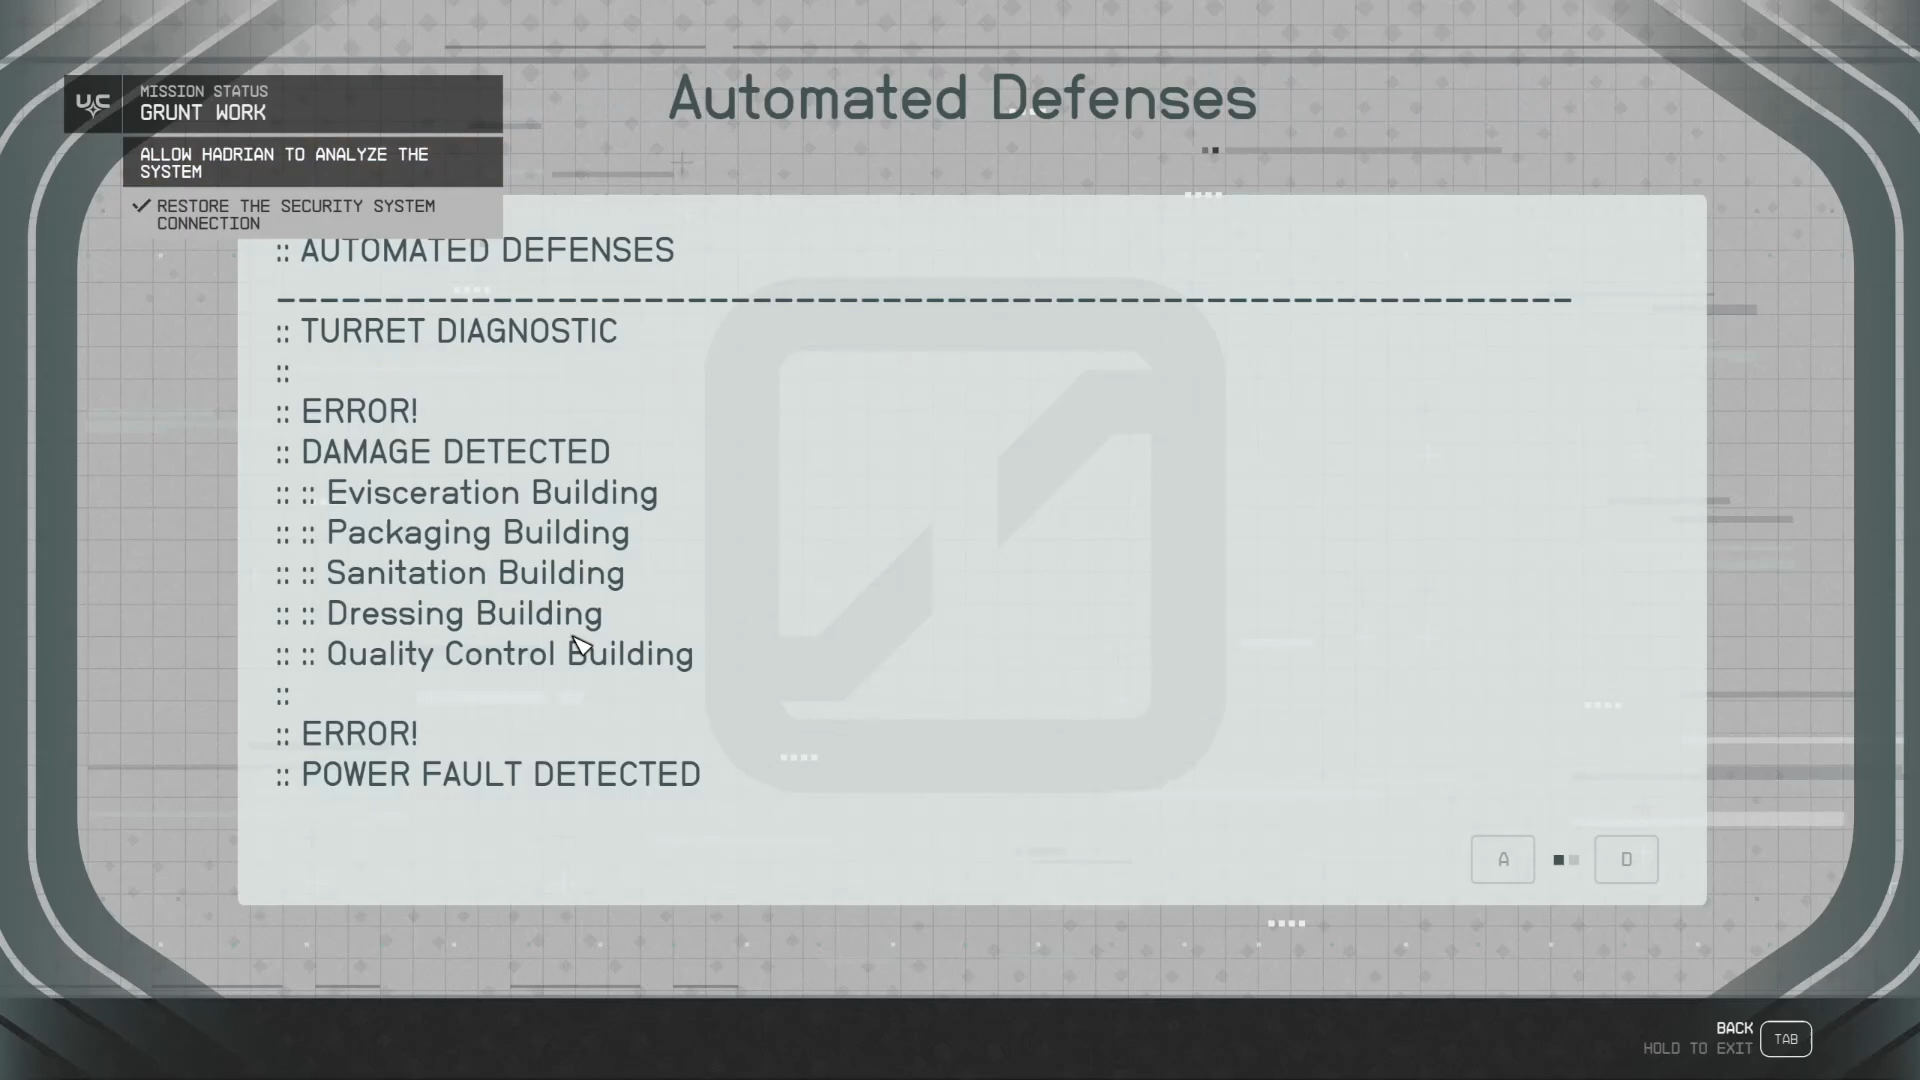 UC
MISSION STATUS
GRUNT WORK
ALLOW HADRIAN TO ANALYZE THE
SYSTEM
RESTORE THE SECURITY SYSTEM
CONNECTION
Automated Defenses
:: AUTOMATED DEFENSES
:: TURRET DIAGNOSTIC
::
:: ERROR!
:: DAMAGE DETECTED
:: :: Evisceration Building
:: :: Packaging Building
:: :: Sanitation Building
:: :: Dressing Building
:: :: Quality Control Building
::
:: ERROR!
:: POWER FAULT DETECTED
A
D
BACK
HOLD TO EXIT
TAB